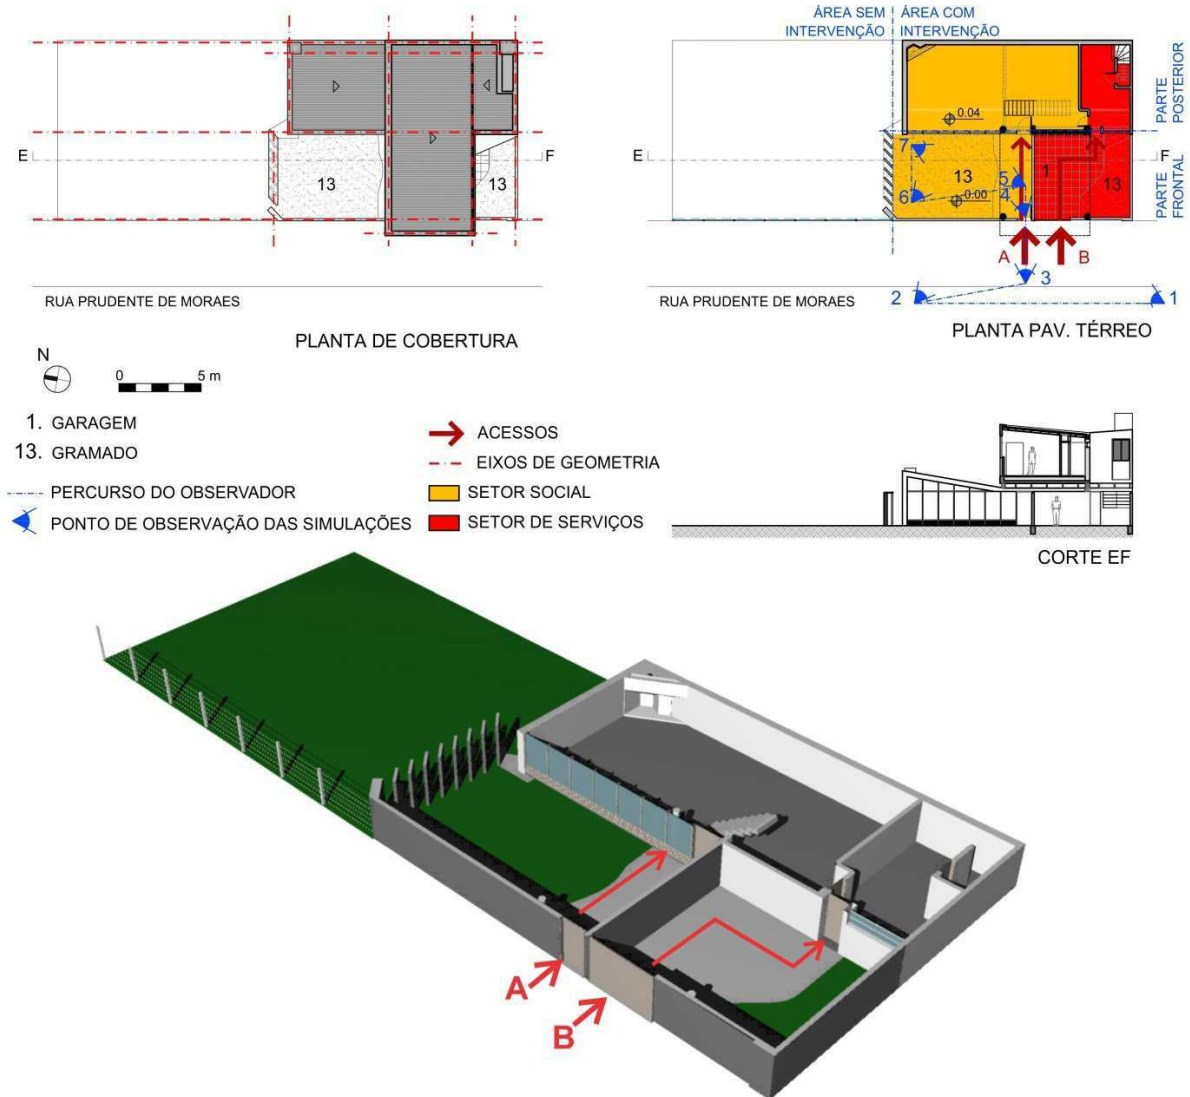 ÁREA SEM
INTERVENÇÃO
ÁREA COM
INTERVENÇÃO
E
F
13
13
RUA PRUDENTE DE MORAES
PLANTA DE COBERTURA
E
F
0.04
7
13
5
6
4
0.00
1
13
A
B
3
2
1
PARTE
POSTERIOR
PARTE
FRONTAL
RUA PRUDENTE DE MORAES
PLANTA PAV. TÉRREO
N
0 5 m
1. GARAGEM
13. GRAMADO
PERCURSO DO OBSERVADOR
PONTO DE OBSERVAÇÃO DAS SIMULAÇÕES
ACESSOS
EIXOS DE GEOMETRIA
SETOR SOCIAL
SETOR DE SERVIÇOS
CORTE EF
A
B